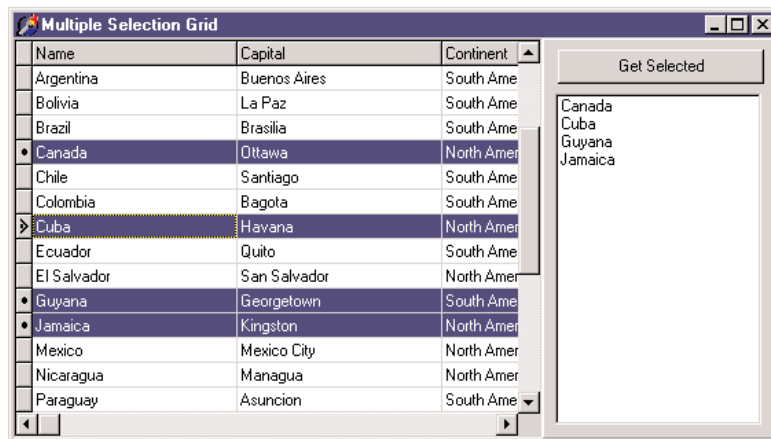 Multiple Selection Grid
Name Capital Continent
Argentina Buenos Aires South Ame
Bolivia La Paz South Ame
Brazil Brasilia South Ame
Canada Ottawa North Amer
Chile Santiago South Ame
Colombia Bagota South Ame
Cuba Havana North Amer
Ecuador Quito South Ame
El Salvador San Salvador North Amer
Guyana Georgetown South Ame
Jamaica Kingston North Amer
Mexico Mexico City North Amer
Nicaragua Managua North Amer
Paraguay Asuncion South Ame
Get Selected
Canada
Cuba
Guyana
Jamaica